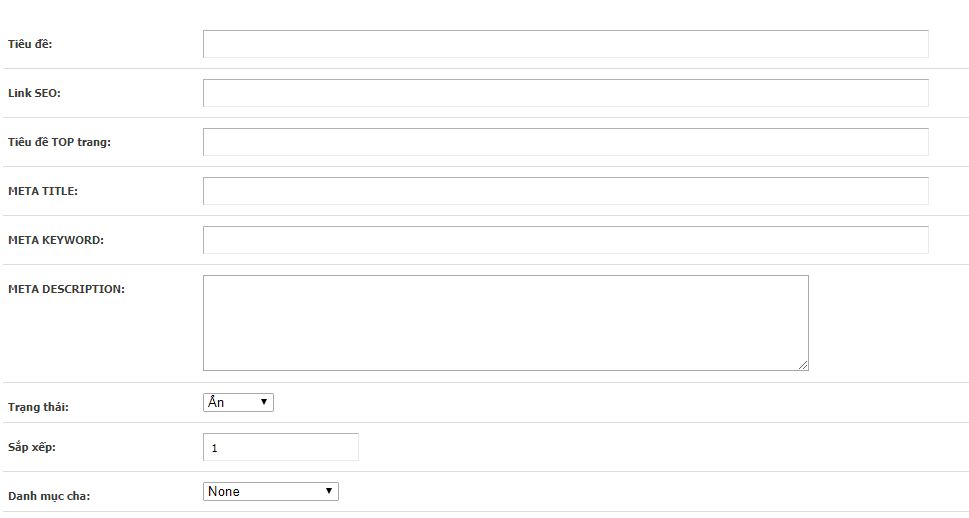 Tiêu đề:
Link SEO:
Tiêu đề TOP trang:
META TITLE:
META KEYWORD:
META DESCRIPTION:
Trạng thái:
Ẩn
Sắp xếp:
1
Danh mục cha:
None